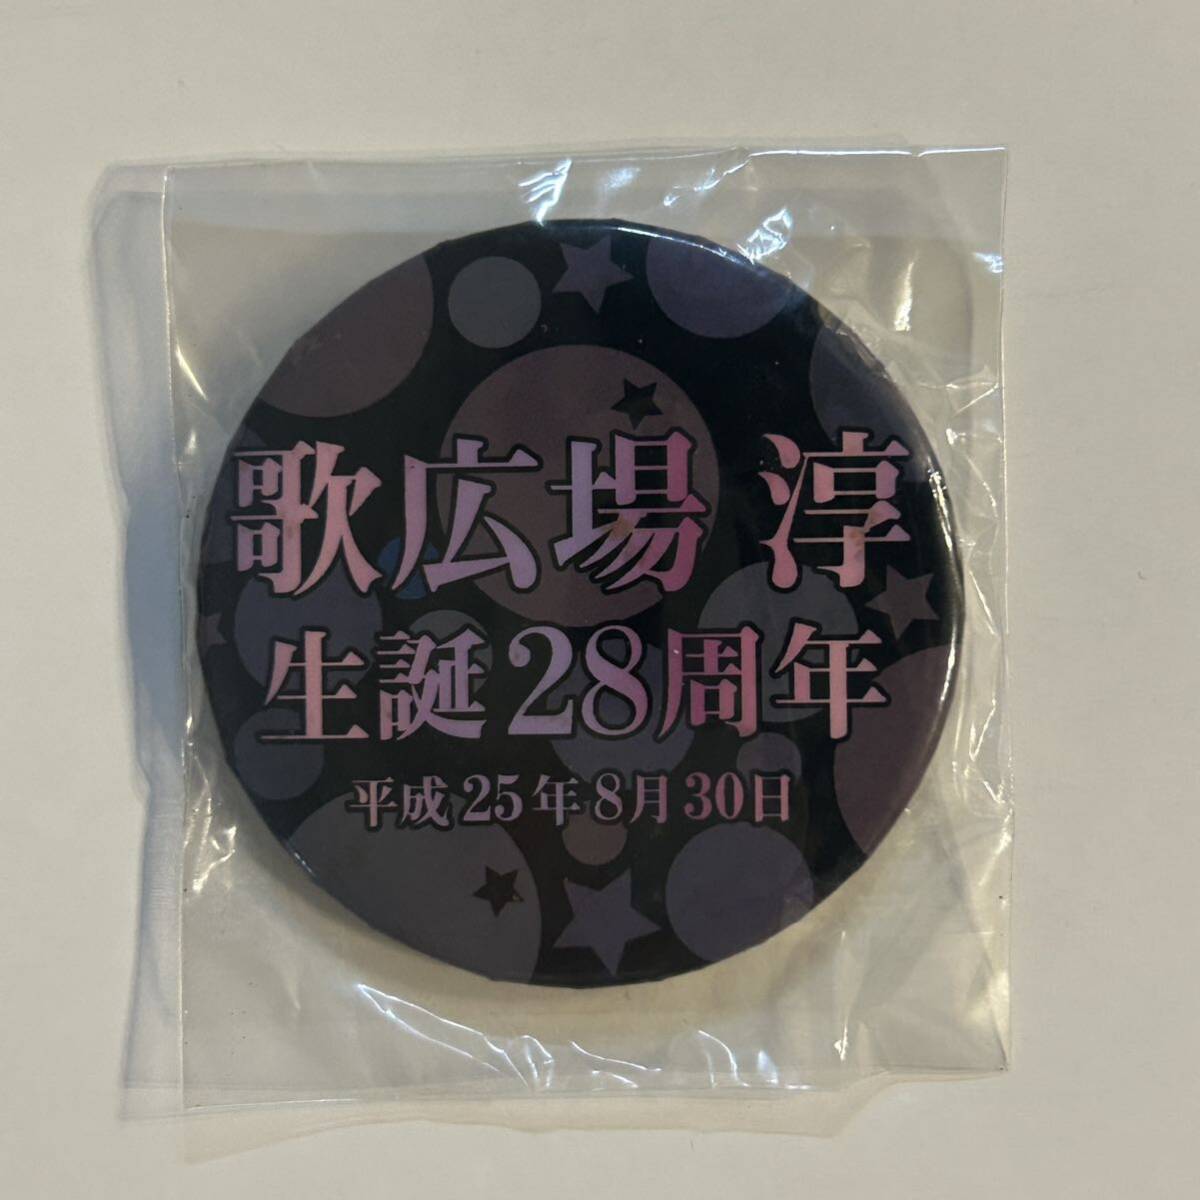 歌広場 淳
生誕28周年
平成25年8月30日